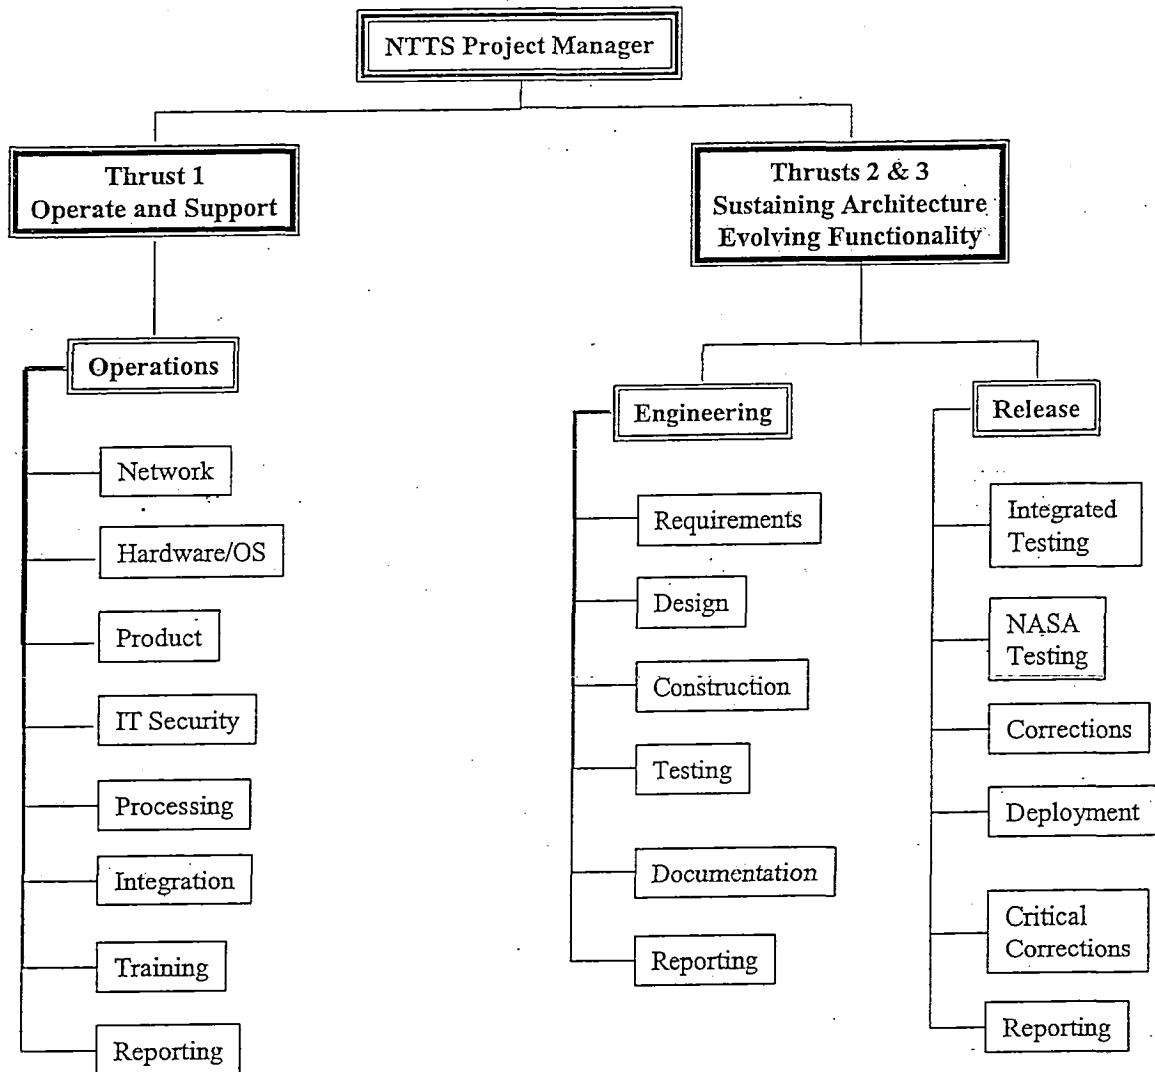 NTTS Project Manager
Thrust 1
Operate and Support
Thrusts 2 & 3
Sustaining Architecture
Evolving Functionality
Operations
Network
Hardware/OS
Product
IT Security
Processing
Integration
Training
Reporting
Engineering
Requirements
Design
Construction
Testing
Documentation
Reporting
Release
Integrated
Testing
NASA
Testing
Corrections
Deployment
Critical
Corrections
Reporting